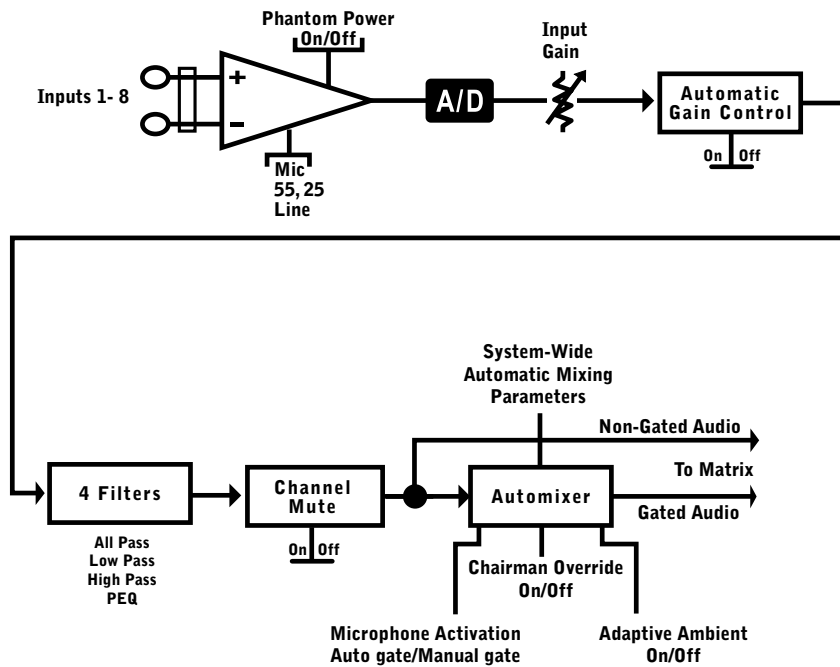 Phantom Power
On/Off
Input
Gain
Inputs 1- 8
+
−
A/D
Automatic
Gain Control
On Off
Mic
55, 25
Line
System-Wide
Automatic Mixing
Parameters
Non-Gated Audio
To Matrix
4 Filters
Channel
Mute
Automixer
Gated Audio
All Pass
Low Pass
High Pass
PEQ
On Off
Chairman Override
On/Off
Microphone Activation
Auto gate/Manual gate
Adaptive Ambient
On/Off